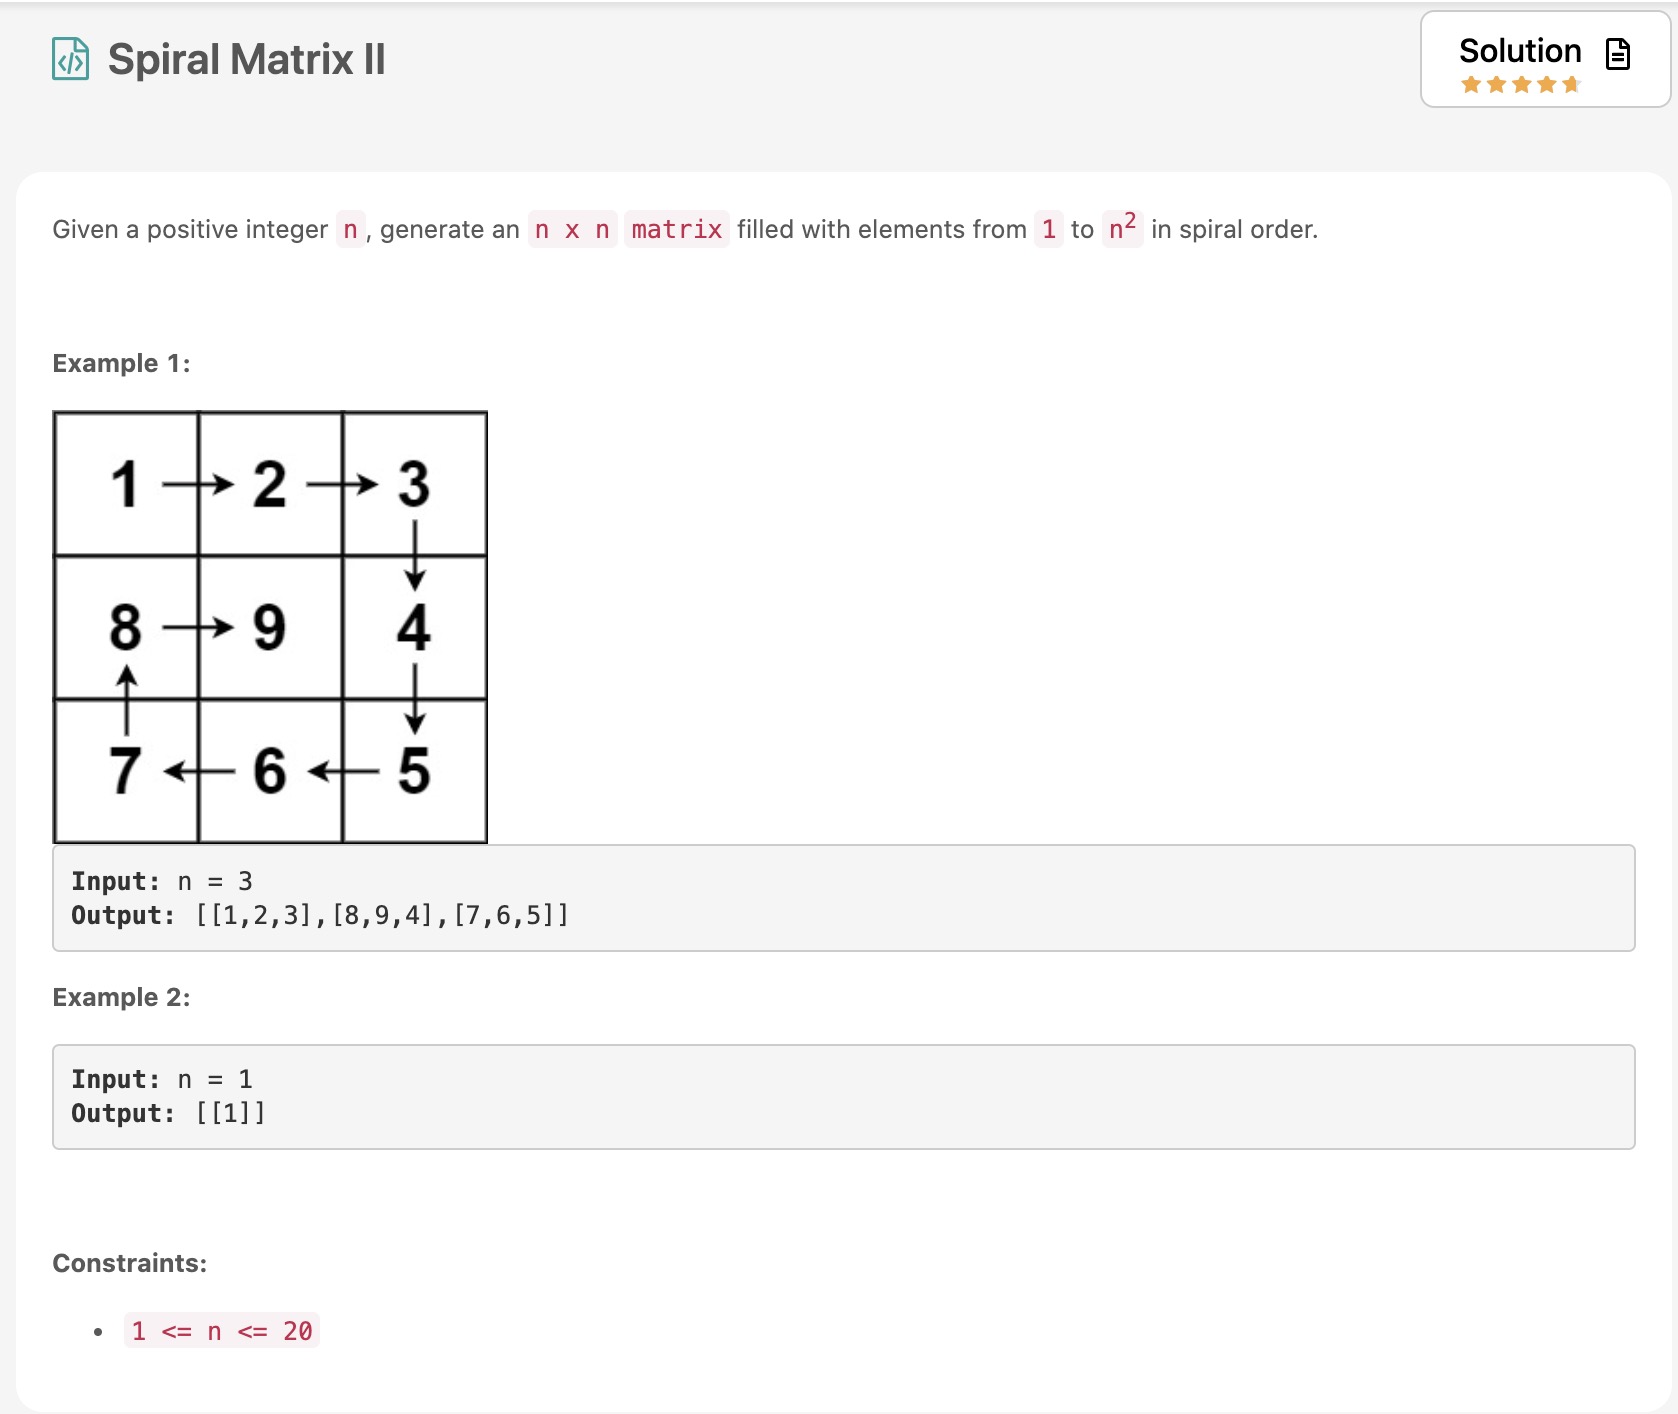 Spiral Matrix II
Solution
Given a positive integer n, generate an n x n matrix filled with elements from 1 to n² in spiral order.
Example 1:
1 → 2 → 3
8 → 9 4
7 ← 6 ← 5
Input: n = 3
Output: [[1,2,3],[8,9,4],[7,6,5]]
Example 2:
Input: n = 1
Output: [[1]]
Constraints:
• 1 <= n <= 20